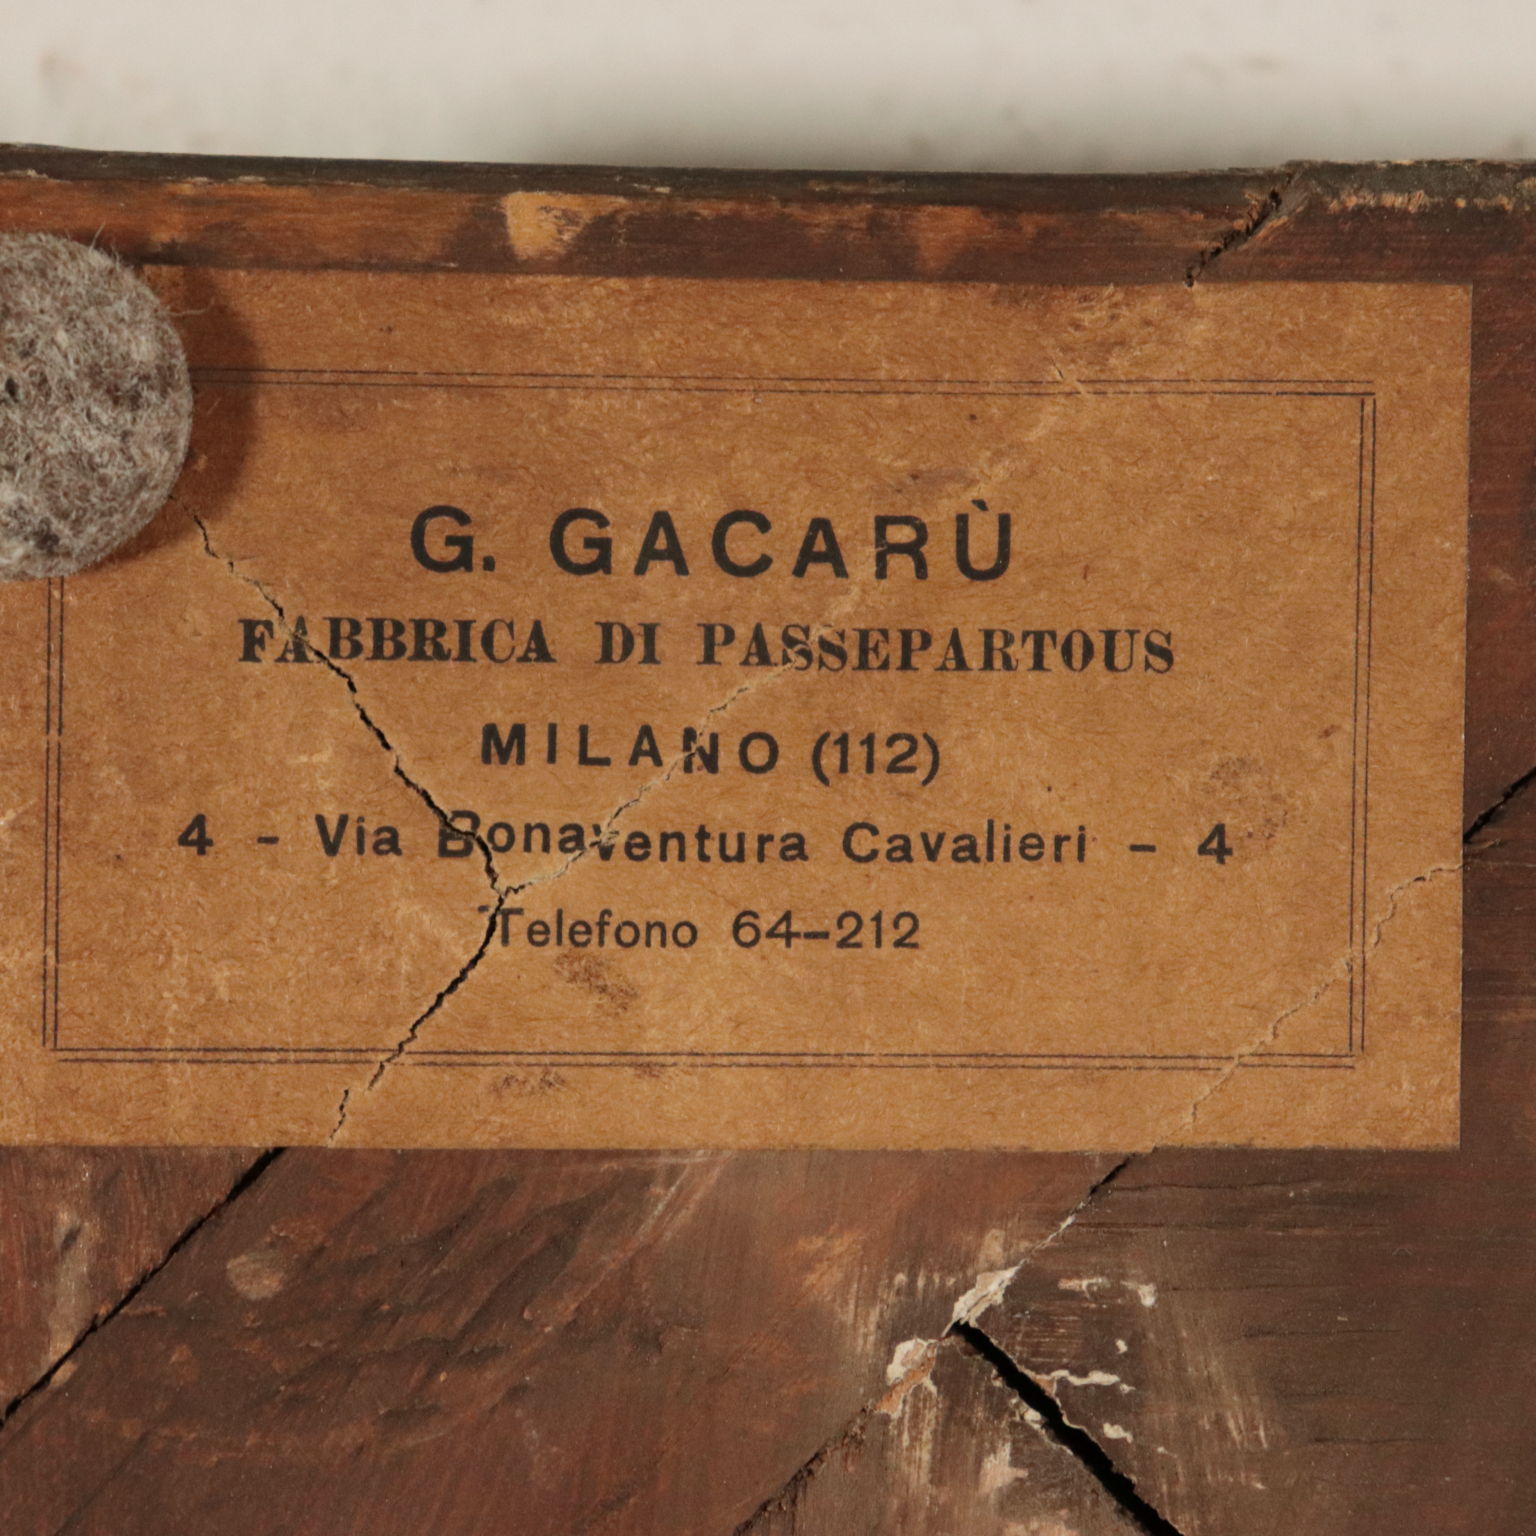 G. GACARÙ
FABBRICA DI PASSEPARTOUS
MILANO (112)
4 - Via Bonaventura Cavalieri - 4
Telefono 64-212